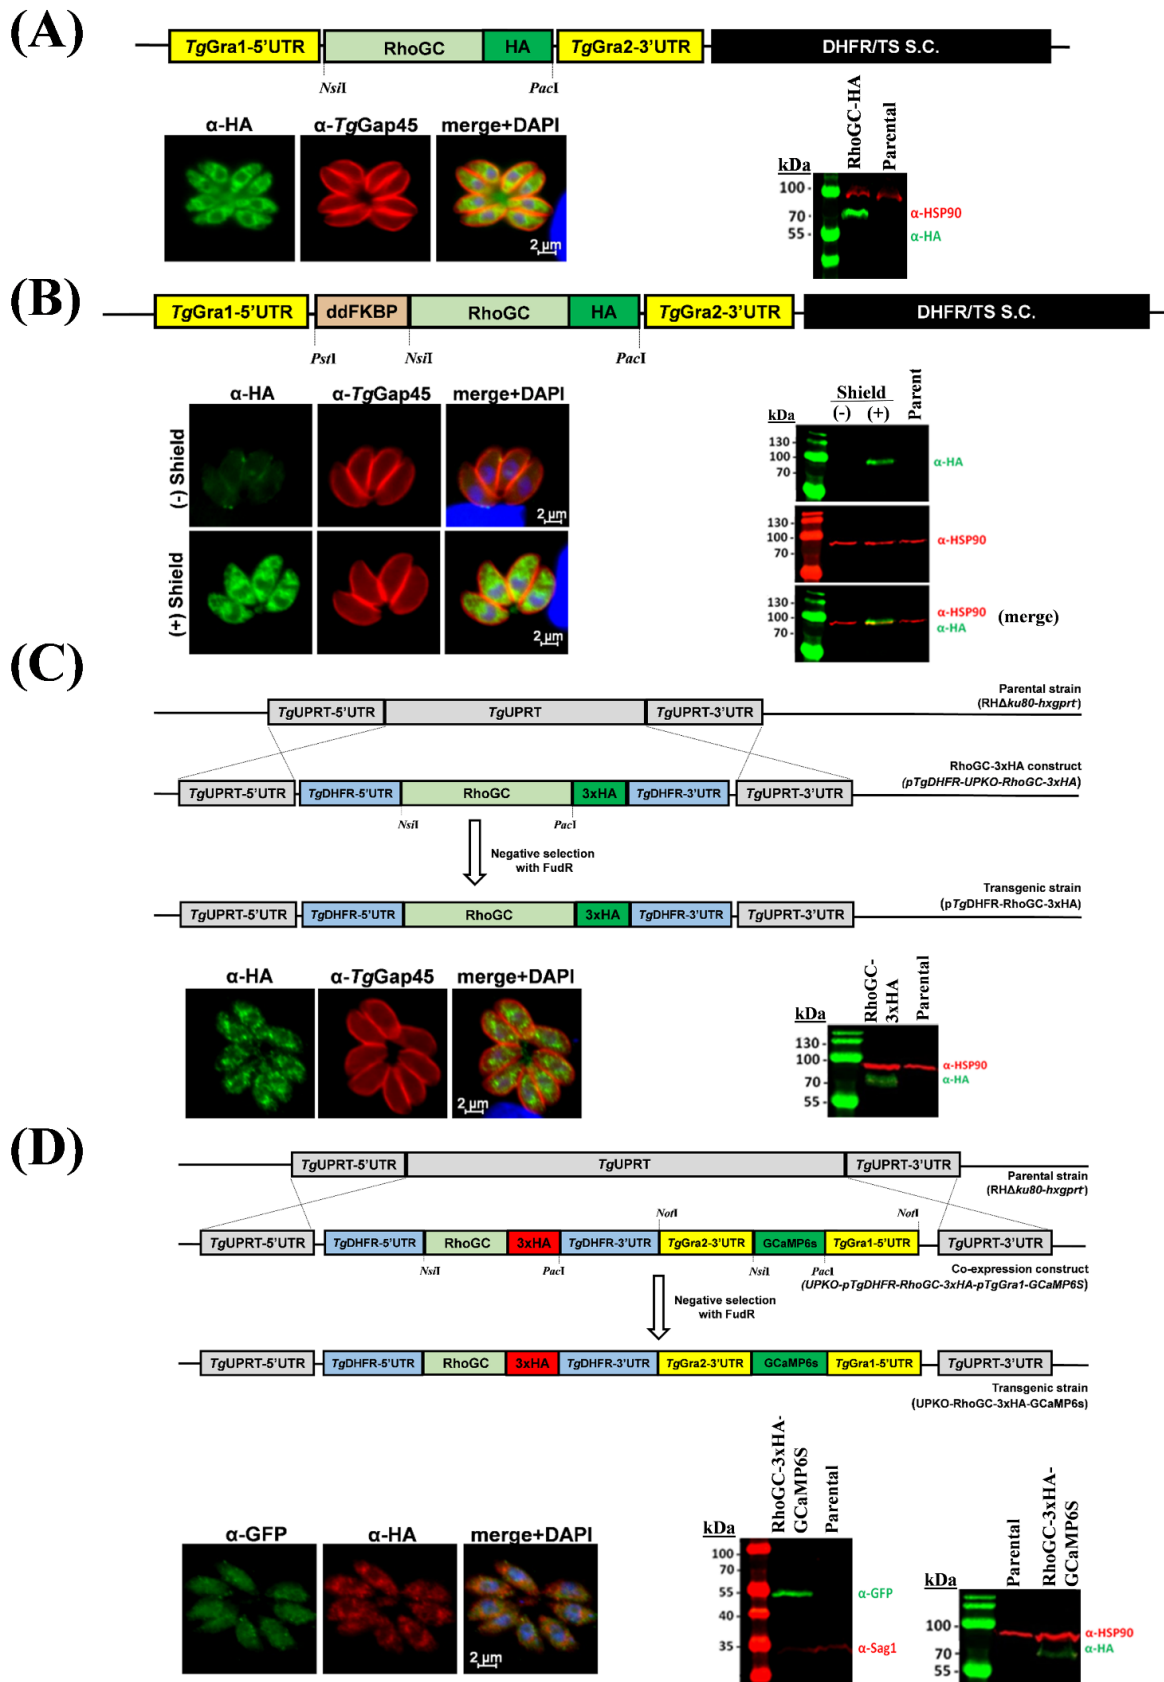 (A)
TgGra1-5'UTR RhoGC HA TgGra2-3'UTR DHFR/TS S.C.
NsiI PacI
α-HA α-TgGap45 merge+DAPI
2 µm
RhoGC-HA
Parental
kDa
100-
70-
55-
α-HSP90
α-HA
(B)
TgGra1-5'UTR ddFKBP RhoGC HA TgGra2-3'UTR DHFR/TS S.C.
PstI NsiI PacI
α-HA α-TgGap45 merge+DAPI
(-) Shield
2 µm
(+) Shield
2 µm
Shield
(-) (+) Parent
kDa
130-
100-
70-
α-HA
130-
100-
70-
α-HSP90
130-
100-
70-
α-HSP90
α-HA
(merge)
(C)
TgUPRT-5'UTR TgUPRT TgUPRT-3'UTR
Parental strain
(RHΔku80-hxgprt)
TgUPRT-5'UTR TgDHFR-5'UTR RhoGC 3xHA TgDHFR-3'UTR TgUPRT-3'UTR
RhoGC-3xHA construct
(pTgDHFR-UPKO-RhoGC-3xHA)
NsiI PacI
Negative selection
with FudR
TgUPRT-5'UTR TgDHFR-5'UTR RhoGC 3xHA TgDHFR-3'UTR TgUPRT-3'UTR
Transgenic strain
(pTgDHFR-RhoGC-3xHA)
α-HA α-TgGap45 merge+DAPI
2 µm
RhoGC-
3xHA
Parental
kDa
130-
100-
70-
55-
α-HSP90
α-HA
(D)
TgUPRT-5'UTR TgUPRT TgUPRT-3'UTR
Parental strain
(RHΔku80-hxgprt)
NotI NotI
TgUPRT-5'UTR TgDHFR-5'UTR RhoGC 3xHA TgDHFR-3'UTR TgGra2-3'UTR GCaMP6s TgGra1-5'UTR TgUPRT-3'UTR
NsiI PacI NsiI PacI
Co-expression construct
(UPKO-pTgDHFR-RhoGC-3xHA-pTgGra1-GCaMP6S)
Negative selection
with FudR
TgUPRT-5'UTR TgDHFR-5'UTR RhoGC 3xHA TgDHFR-3'UTR TgGra2-3'UTR GCaMP6s TgGra1-5'UTR TgUPRT-3'UTR
Transgenic strain
(UPKO-RhoGC-3xHA-GCaMP6s)
α-GFP α-HA merge+DAPI
2 µm
RhoGC-3xHA-
GCaMP6S
Parental
kDa
100-
70-
55-
40-
35-
α-GFP
α-Sag1
Parental
RhoGC-3xHA-
GCaMP6S
kDa
100-
70-
55-
α-HSP90
α-HA